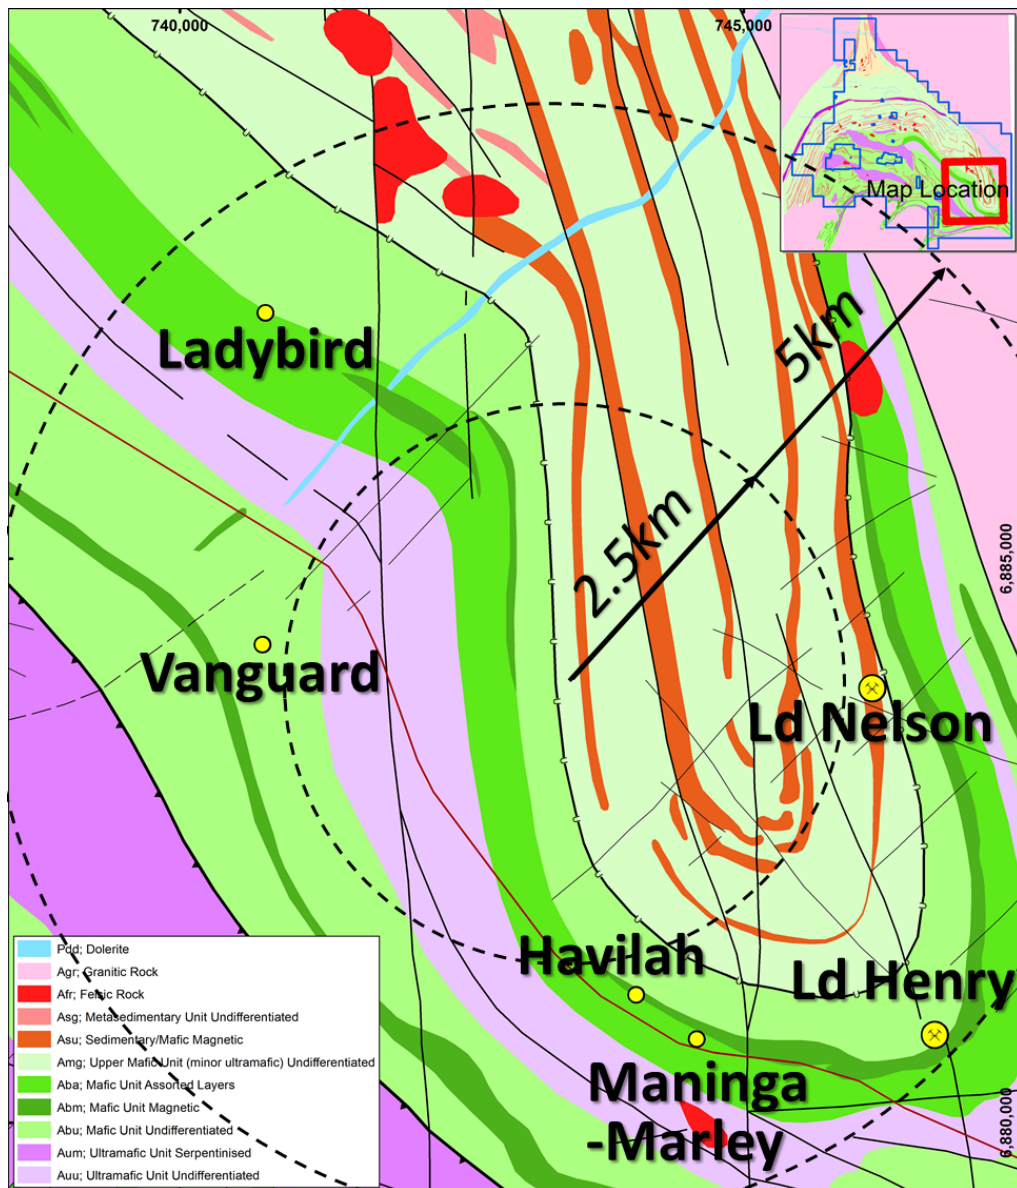 740,000
745,000
Map Location
Ladybird
5km
2.5km
6,885,000
Vanguard
Ld Nelson
Havilah
Ld Henry
Maninga
-Marley
6,880,000
Pdd; Dolerite
Agr; Granitic Rock
Afr; Felsic Rock
Asg; Metasedimentary Unit Undifferentiated
Asu; Sedimentary/Mafic Magnetic
Amg; Upper Mafic Unit (minor ultramafic) Undifferentiated
Aba; Mafic Unit Assorted Layers
Abm; Mafic Unit Magnetic
Abu; Mafic Unit Undifferentiated
Aum; Ultramafic Unit Serpentinised
Auu; Ultramafic Unit Undifferentiated